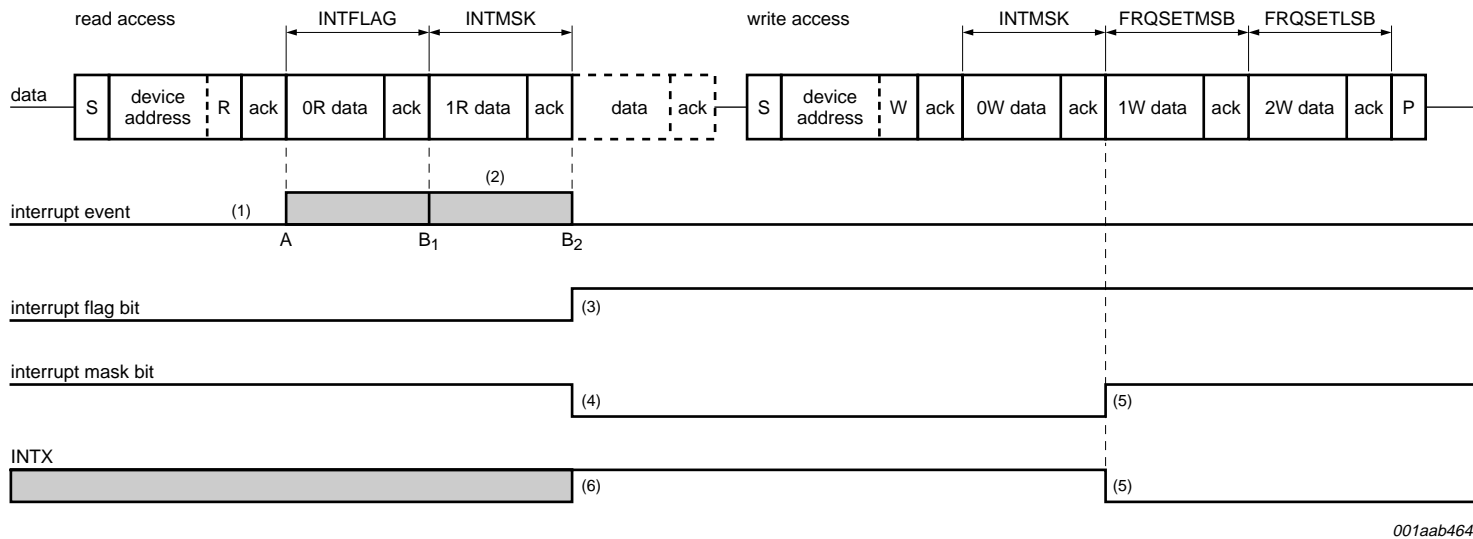 read access INTFLAG INTMSK write access INTMSK FRQSETMSB FRQSETLSB
data S device address R ack 0R data ack 1R data ack data ack S device address W ack 0W data ack 1W data ack 2W data ack P
(2)
interrupt event (1)
A B1 B2
interrupt flag bit (3)
interrupt mask bit (4) (5)
INTX
(6) (5)
001aab464